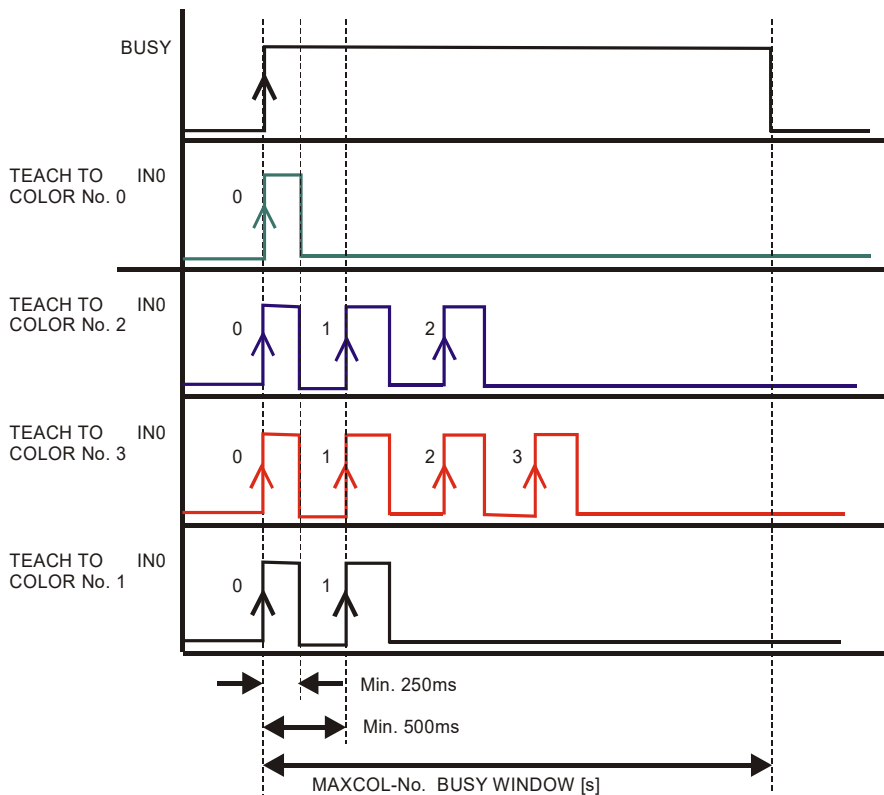 BUSY
TEACH TO IN0
COLOR No. 0
0
TEACH TO IN0
COLOR No. 2
0 1 2
TEACH TO IN0
COLOR No. 3
0 1 2 3
TEACH TO IN0
COLOR No. 1
0 1
Min. 250ms
Min. 500ms
MAXCOL-No. BUSY WINDOW [s]